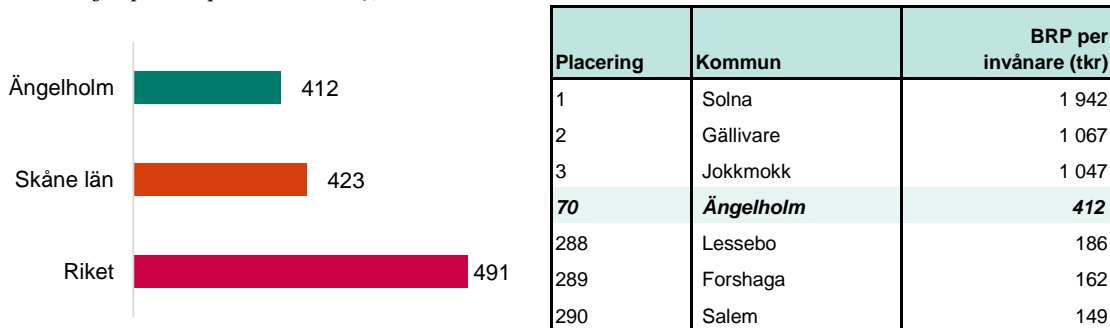 Ängelholm 412
Skåne län 423
Riket 491
Placering Kommun BRP per invånare (tkr)
1 Solna 1 942
2 Gällivare 1 067
3 Jokkmokk 1 047
70 Ängelholm 412
288 Lessebo 186
289 Forshaga 162
290 Salem 149